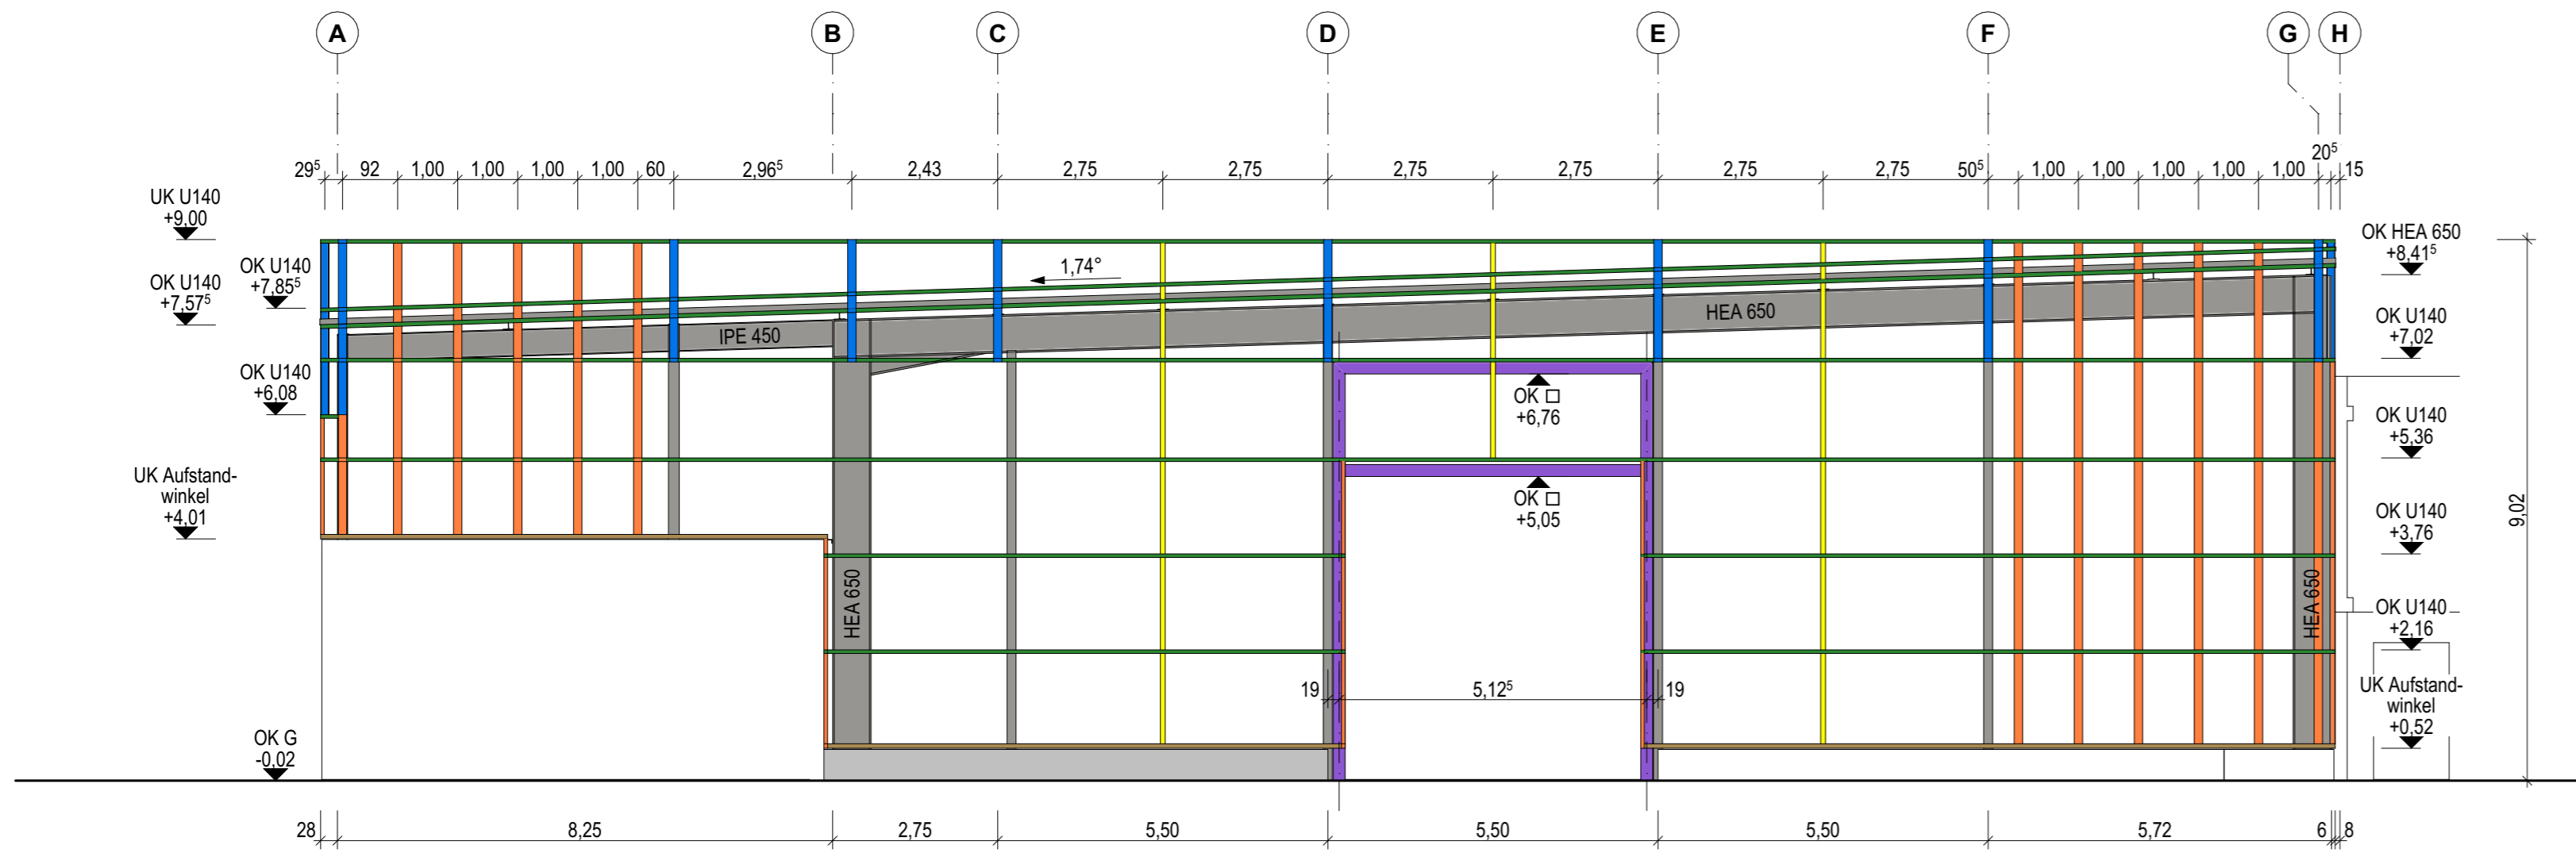 A B C D E F G H
29⁵ 92 1,00 1,00 1,00 1,00 60 2,96⁵ 2,43 2,75 2,75 2,75 2,75 2,75 2,75 50⁵ 1,00 1,00 1,00 1,00 1,00 20⁵ 15
UK U140
+9,00
OK U140
+7,85⁵
OK U140
+7,57⁵
OK U140
+6,08
UK Aufstand-
winkel
+4,01
OK G
-0,02
1,74°
IPE 450
HEA 650
HEA 650
HEA 650
OK □
+6,76
OK □
+5,05
19 5,12⁵ 19
OK HEA 650
+8,41⁵
OK U140
+7,02
OK U140
+5,36
OK U140
+3,76
OK U140
+2,16
UK Aufstand-
winkel
+0,52
9,02
28 8,25 2,75 5,50 5,50 5,50 5,72 6 8